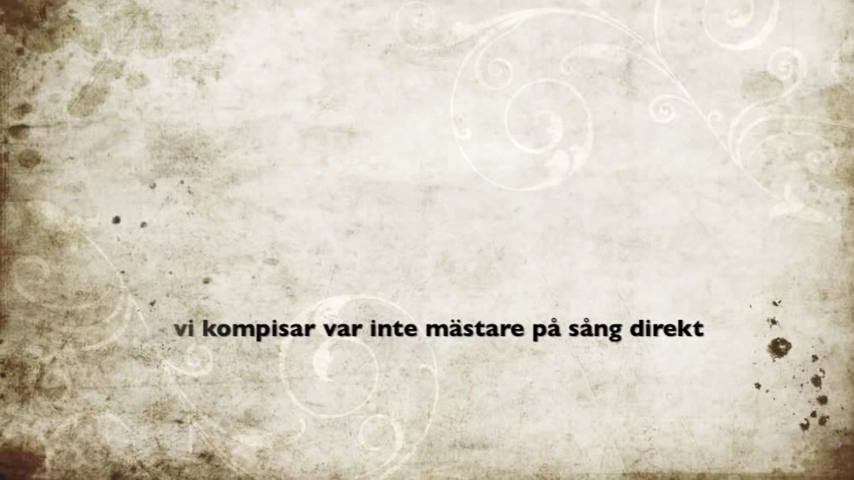 vi kompisar var inte mästare på sång direkt